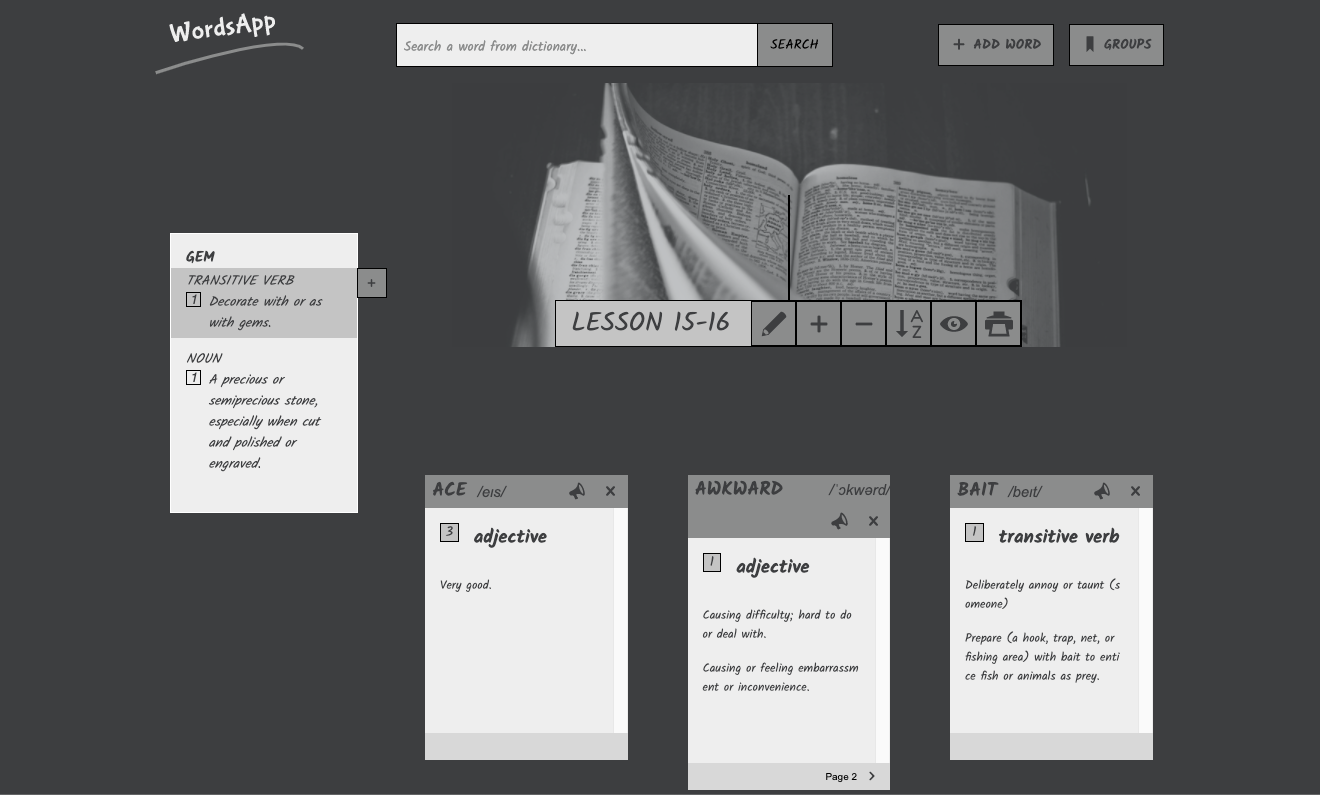 WordsApp
Search a word from dictionary...
SEARCH
ADD WORD
GROUPS
GEM
TRANSITIVE VERB
1 Decorate with or as
with gems.
NOUN
1 A precious or
semiprecious stone,
especially when cut
and polished or
engraved.
LESSON 15-16
A
Z
ACE /eɪs/
3 adjective
Very good.
AWKWARD /ˈɔkwərd/
1 adjective
Causing difficulty; hard to do
or deal with.
Causing or feeling embarrassm
ent or inconvenience.
Page 2
BAIT /beɪt/
1 transitive verb
Deliberately annoy or taunt (s
omeone)
Prepare (a hook, trap, net, or
fishing area) with bait to enti
ce fish or animals as prey.